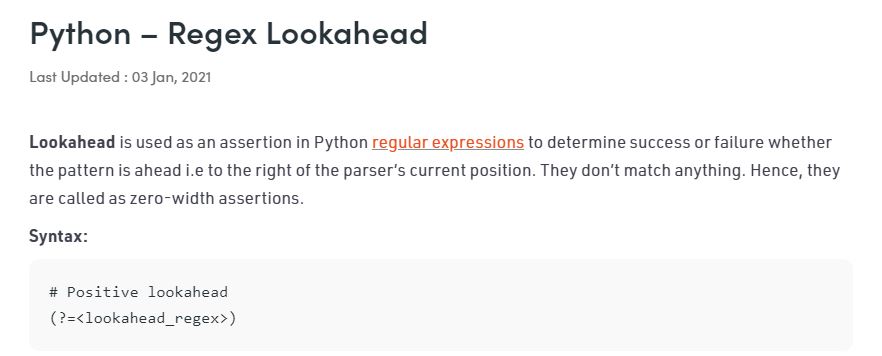 Python – Regex Lookahead
Last Updated : 03 Jan, 2021
Lookahead is used as an assertion in Python regular expressions to determine success or failure whether
the pattern is ahead i.e to the right of the parser’s current position. They don’t match anything. Hence, they
are called as zero-width assertions.
Syntax:
# Positive lookahead
(?=<lookahead_regex>)